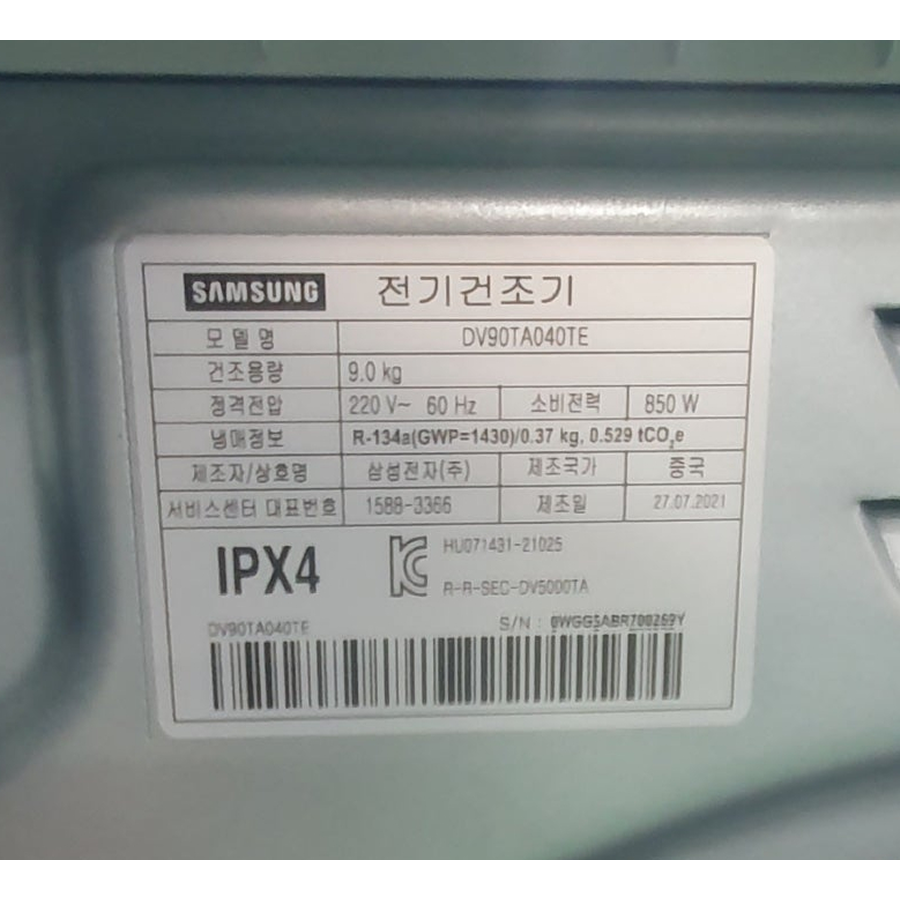 SAMSUNG 전기건조기
모델명 DV90TA040TE
건조용량 9.0 kg
정격전압 220 V~ 60 Hz 소비전력 850 W
냉매정보 R-134a(GWP=1430)/0.37 kg, 0.529 tCO₂e
제조자/상호명 삼성전자(주) 제조국가 중국
서비스센터 대표번호 1588-3366 제조일 27.07.2021
IPX4 HU071431-21025
R-R-SEC-DV5000TA
DV90TA040TE S/N : 0WGG5ABR700269Y